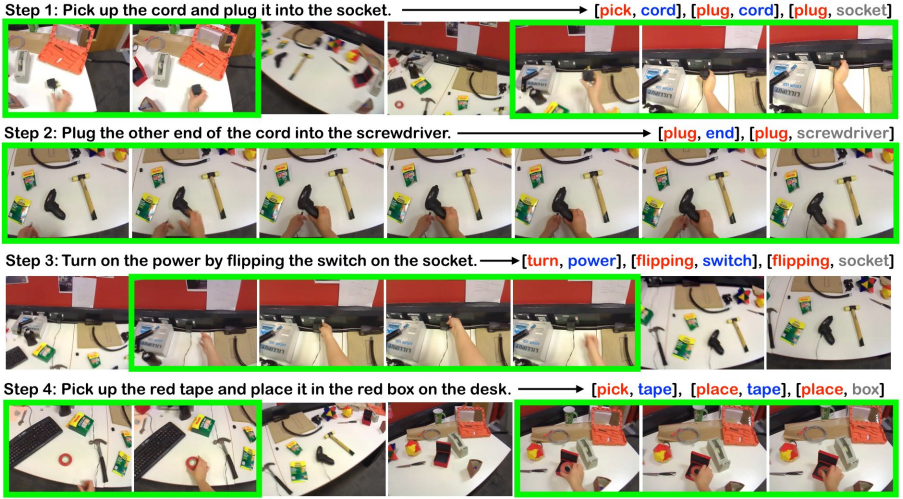 Step 1: Pick up the cord and plug it into the socket. [pick, cord], [plug, cord], [plug, socket]
Step 2: Plug the other end of the cord into the screwdriver. [plug, end], [plug, screwdriver]
Step 3: Turn on the power by flipping the switch on the socket. [turn, power], [flipping, switch], [flipping, socket]
Step 4: Pick up the red tape and place it in the red box on the desk. [pick, tape], [place, tape], [place, box]